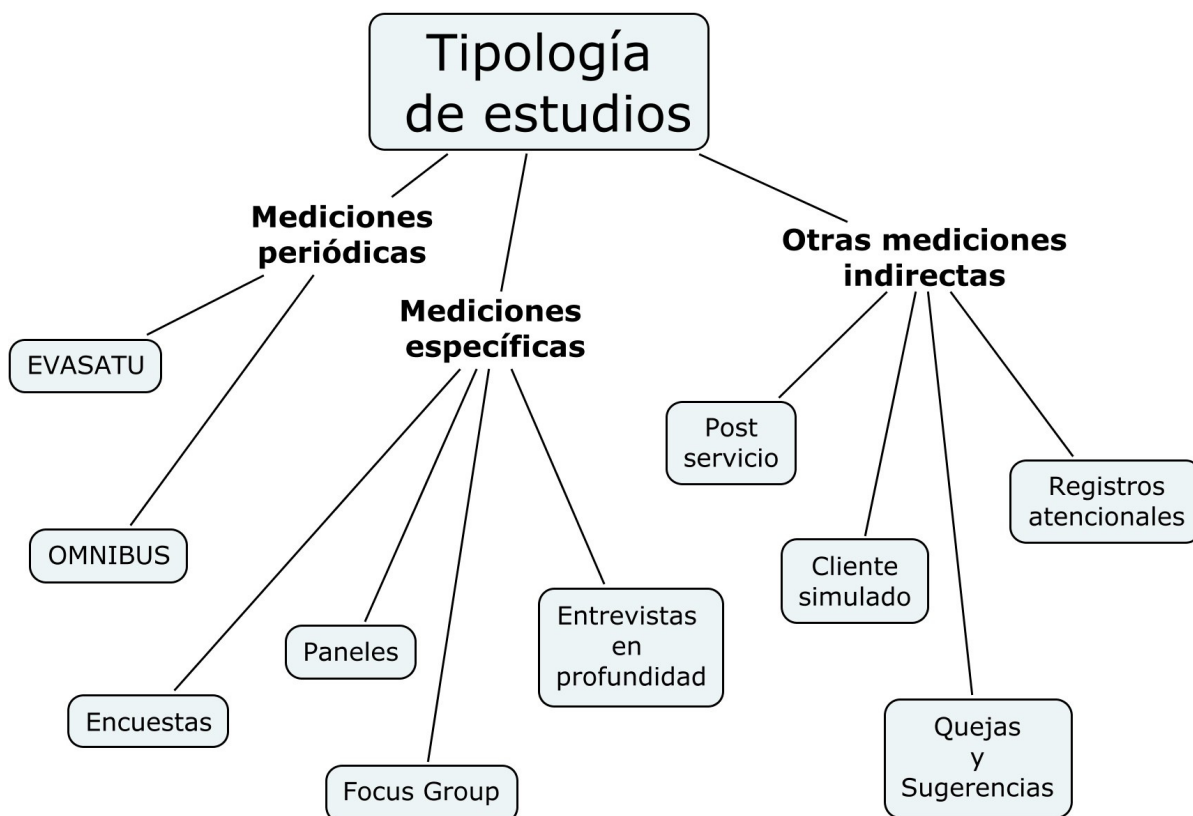 Tipología
de estudios
Mediciones
periódicas
EVASATU
OMNIBUS
Mediciones
específicas
Encuestas
Paneles
Focus Group
Entrevistas
en
profundidad
Otras mediciones
indirectas
Post
servicio
Cliente
simulado
Quejas
y
Sugerencias
Registros
atencionales